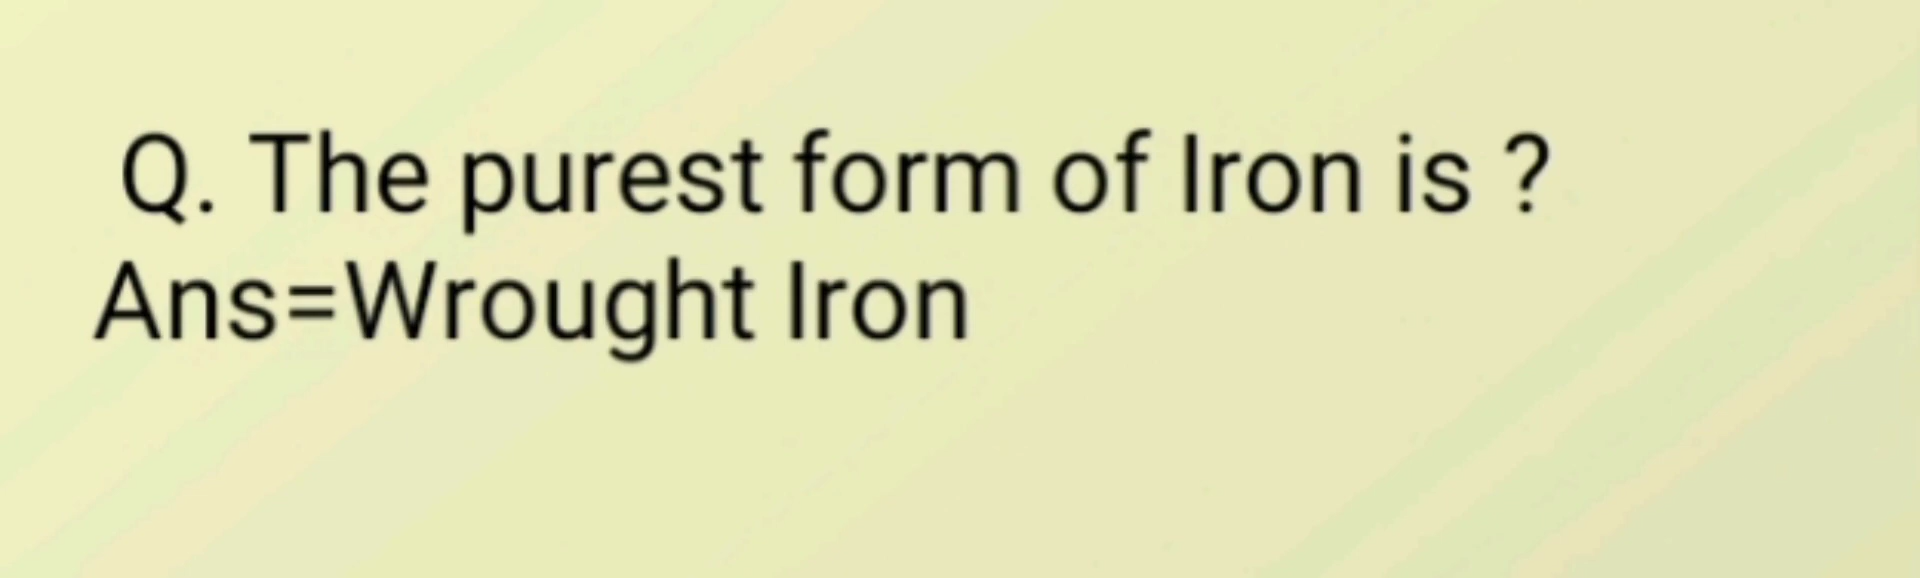 Q. The purest form of Iron is ?
Ans=Wrought Iron